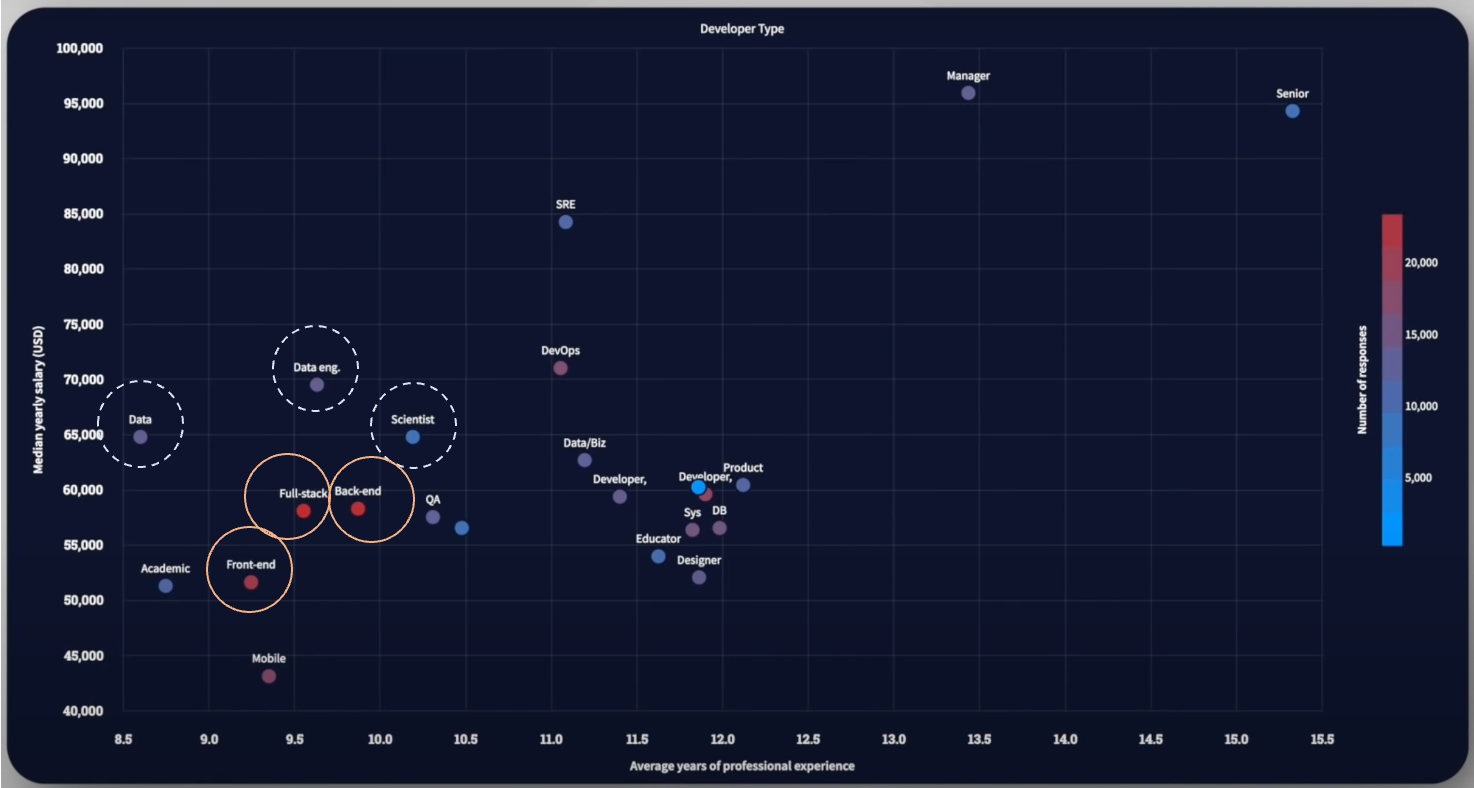 Developer Type
100,000
95,000
90,000
85,000
80,000
75,000
70,000
65,000
60,000
55,000
50,000
45,000
40,000
Median yearly salary (USD)
Manager
Senior
SRE
DevOps
Data eng.
Data
Scientist
Data/Biz
Product
Developer,
Developer,
Full-stack
Back-end
QA
Sys
DB
Educator
Designer
Front-end
Academic
Mobile
8.5
9.0
9.5
10.0
10.5
11.0
11.5
12.0
12.5
13.0
13.5
14.0
14.5
15.0
15.5
Average years of professional experience
Number of responses
20,000
15,000
10,000
5,000